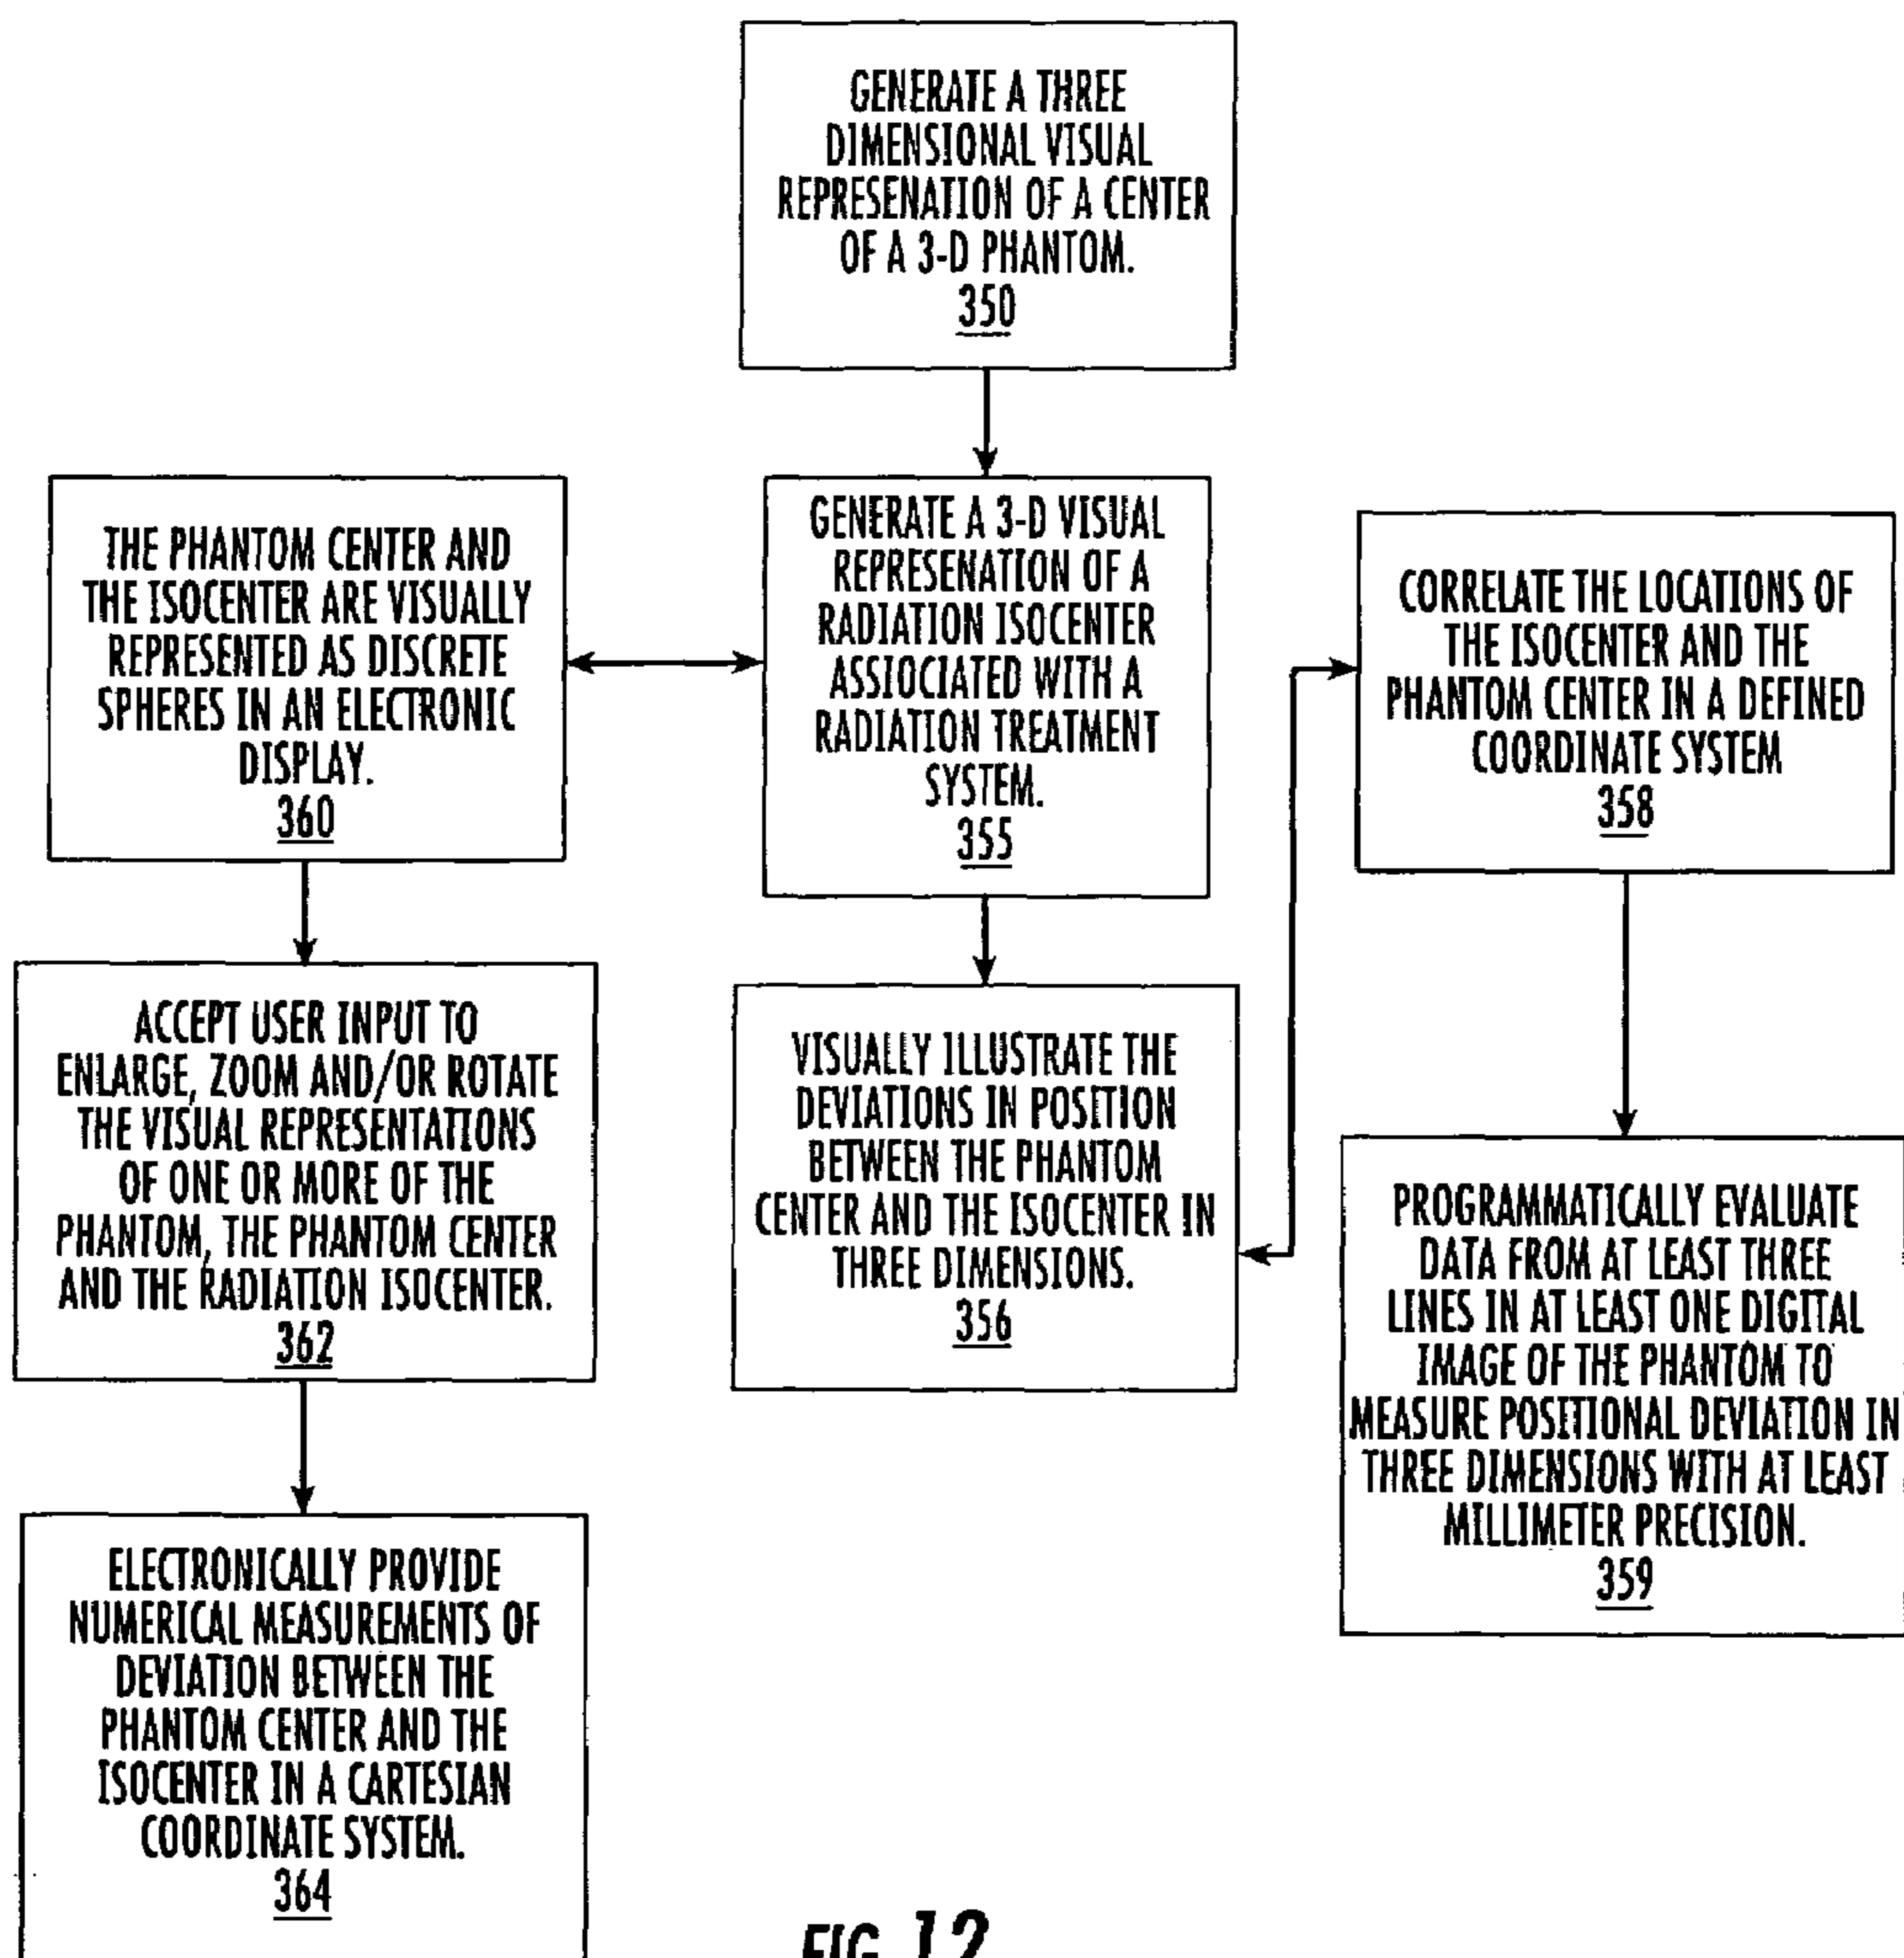 GENERATE A THREE
DIMENSIONAL VISUAL
REPRESENATION OF A CENTER
OF A 3-D PHANTOM.
350
THE PHANTOM CENTER AND
THE ISOCENTER ARE VISUALLY
REPRESENTED AS DISCRETE
SPHERES IN AN ELECTRONIC
DISPLAY.
360
GENERATE A 3-D VISUAL
REPRESENATION OF A
RADIATION ISOCENTER
ASSIOCIATED WITH A
RADIATION TREATMENT
SYSTEM.
355
CORRELATE THE LOCATIONS OF
THE ISOCENTER AND THE
PHANTOM CENTER IN A DEFINED
COORDINATE SYSTEM
358
ACCEPT USER INPUT TO
ENLARGE, ZOOM AND/OR ROTATE
THE VISUAL REPRESENTATIONS
OF ONE OR MORE OF THE
PHANTOM, THE PHANTOM CENTER
AND THE RADIATION ISOCENTER.
362
VISUALLY ILLUSTRATE THE
DEVIATIONS IN POSITION
BETWEEN THE PHANTOM
CENTER AND THE ISOCENTER IN
THREE DIMENSIONS.
356
PROGRAMMATICALLY EVALUATE
DATA FROM AT LEAST THREE
LINES IN AT LEAST ONE DIGITAL
IMAGE OF THE PHANTOM TO
MEASURE POSITIONAL DEVIATION IN
THREE DIMENSIONS WITH AT LEAST
MILLIMETER PRECISION.
359
ELECTRONICALLY PROVIDE
NUMERICAL MEASUREMENTS OF
DEVIATION BETWEEN THE
PHANTOM CENTER AND THE
ISOCENTER IN A CARTESIAN
COORDINATE SYSTEM.
364
FIG 12